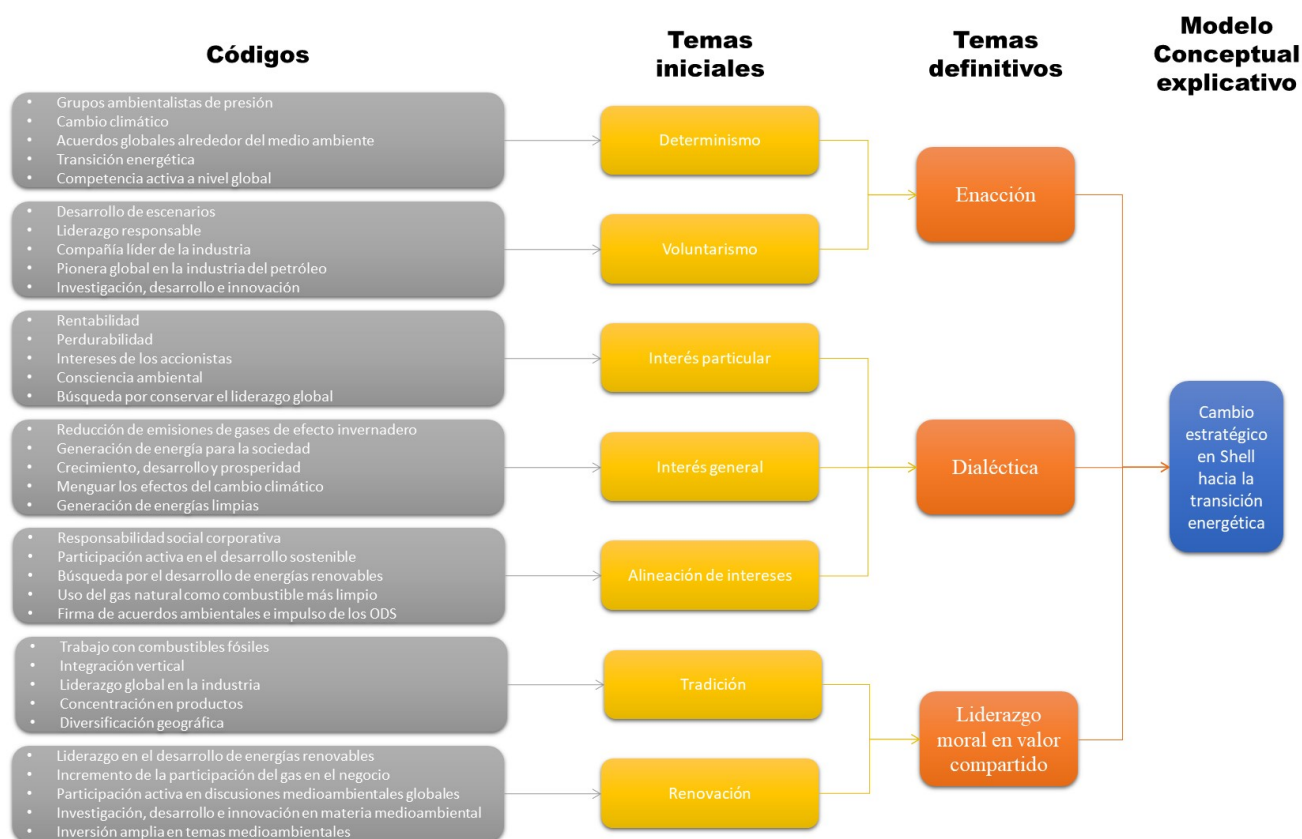 Códigos
Temas
iniciales
Temas
definitivos
Modelo
Conceptual
explicativo
• Grupos ambientalistas de presión
• Cambio climático
• Acuerdos globales alrededor del medio ambiente
• Transición energética
• Competencia activa a nivel global
Determinismo
• Desarrollo de escenarios
• Liderazgo responsable
• Compañía líder de la industria
• Pionera global en la industria del petróleo
• Investigación, desarrollo e innovación
Voluntarismo
Enacción
• Rentabilidad
• Perdurabilidad
• Intereses de los accionistas
• Consciencia ambiental
• Búsqueda por conservar el liderazgo global
Interés particular
• Reducción de emisiones de gases de efecto invernadero
• Generación de energía para la sociedad
• Crecimiento, desarrollo y prosperidad
• Menguar los efectos del cambio climático
• Generación de energías limpias
Interés general
• Responsabilidad social corporativa
• Participación activa en el desarrollo sostenible
• Búsqueda por el desarrollo de energías renovables
• Uso del gas natural como combustible más limpio
• Firma de acuerdos ambientales e impulso de los ODS
Alineación de intereses
Dialéctica
• Trabajo con combustibles fósiles
• Integración vertical
• Liderazgo global en la industria
• Concentración en productos
• Diversificación geográfica
Tradición
• Liderazgo en el desarrollo de energías renovables
• Incremento de la participación del gas en el negocio
• Participación activa en discusiones medioambientales globales
• Investigación, desarrollo e innovación en materia medioambiental
• Inversión amplia en temas medioambientales
Renovación
Liderazgo
moral en valor
compartido
Cambio
estratégico
en Shell
hacia la
transición
energética